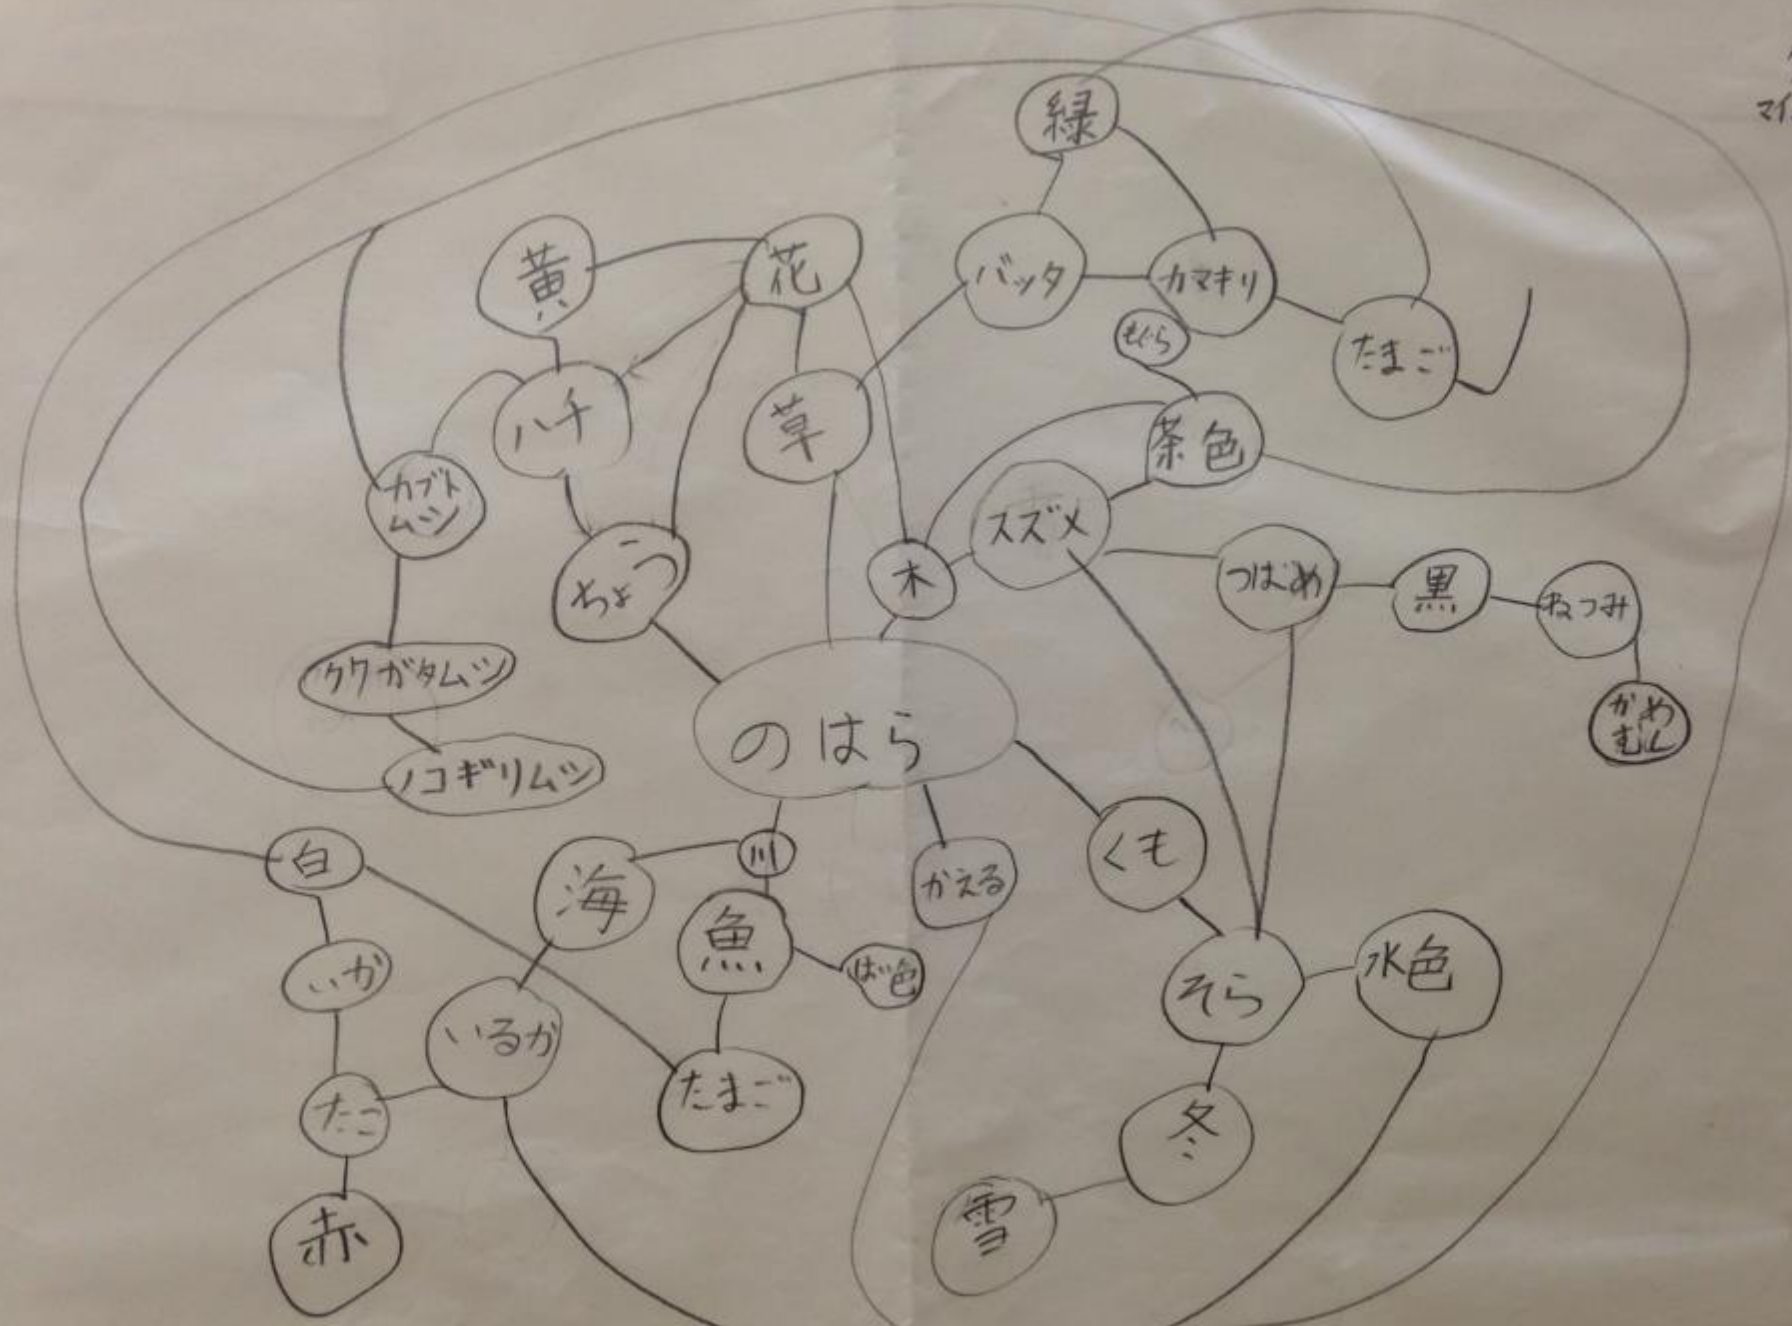 緑
黄
花
バッタ
カマキリ
もぐら
たまご
ハチ
草
茶色
カブト
ムシ
スズメ
ちょう
木
つばめ
黒
ねつみ
クワガタムシ
のはら
かめ
むし
ノコギリムシ
白
海
川
かえる
くも
魚
いか
そら
水色
いるか
たまご
たこ
冬
赤
雪